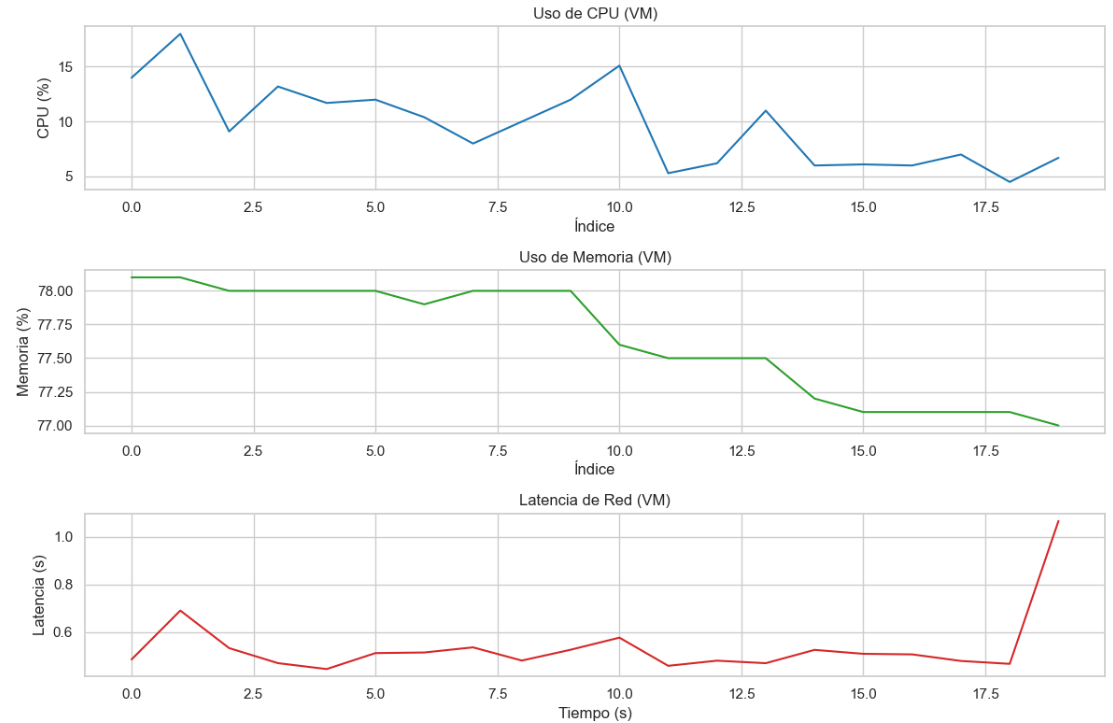 Uso de CPU (VM)
CPU (%)
15
10
5
0.0 2.5 5.0 7.5 10.0 12.5 15.0 17.5
Índice
Uso de Memoria (VM)
Memoria (%)
78.00
77.75
77.50
77.25
77.00
0.0 2.5 5.0 7.5 10.0 12.5 15.0 17.5
Índice
Latencia de Red (VM)
Latencia (s)
1.0
0.8
0.6
0.0 2.5 5.0 7.5 10.0 12.5 15.0 17.5
Tiempo (s)